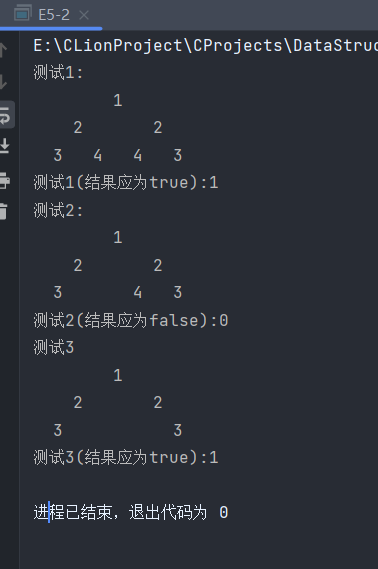 E5-2
E:\CLionProject\CProjects\DataStruc
测试1:
1
2 2
3 4 4 3
测试1(结果应为true):1
测试2:
1
2 2
3 4 3
测试2(结果应为false):0
测试3
1
2 2
3 3
测试3(结果应为true):1
进程已结束，退出代码为 0